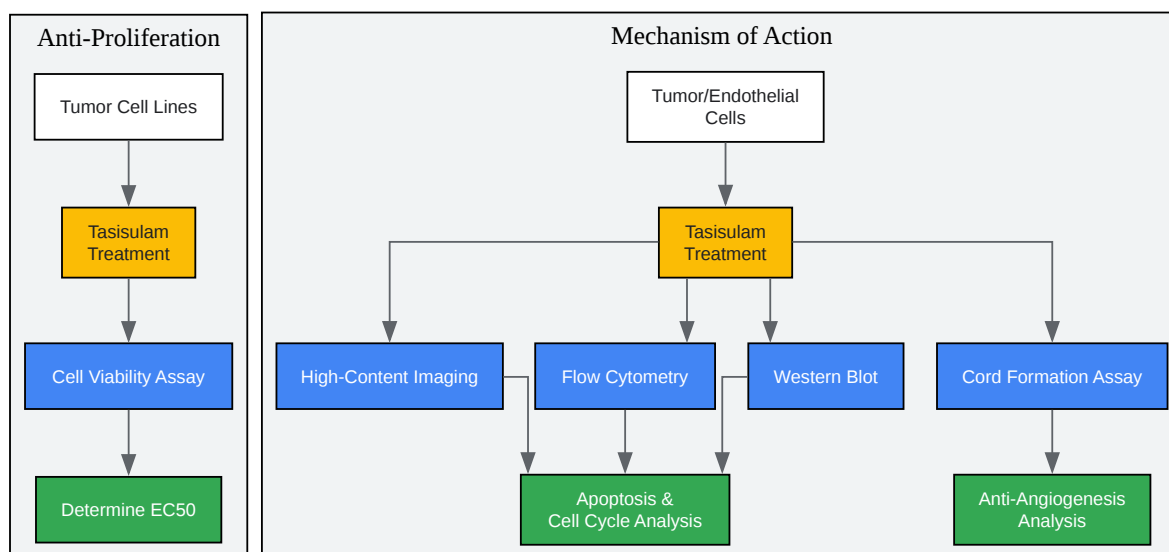 Anti-Proliferation
Tumor Cell Lines
Tasisulam
Treatment
Cell Viability Assay
Determine EC50
Mechanism of Action
Tumor/Endothelial
Cells
Tasisulam
Treatment
High-Content Imaging
Flow Cytometry
Western Blot
Cord Formation Assay
Apoptosis &
Cell Cycle Analysis
Anti-Angiogenesis
Analysis